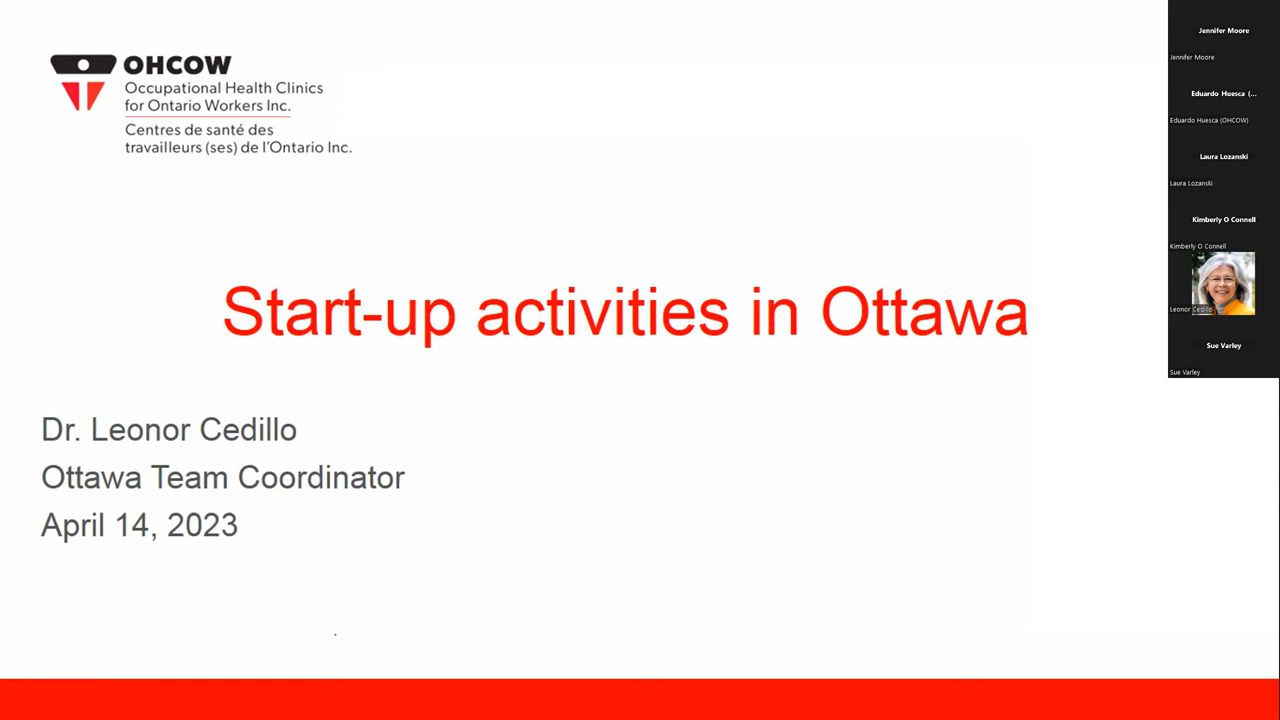 OHCOW
Occupational Health Clinics
for Ontario Workers Inc.
Centres de santé des
travailleurs (ses) de l'Ontario Inc.
Start-up activities in Ottawa
Dr. Leonor Cedillo
Ottawa Team Coordinator
April 14, 2023
Jennifer Moore
Jennifer Moore
Eduardo Huesca (...
Eduardo Huesca (OHCOW)
Laura Lozanski
Laura Lozanski
Kimberly O Connell
Kimberly O Connell
Leonor Cedillo
Sue Varley
Sue Varley